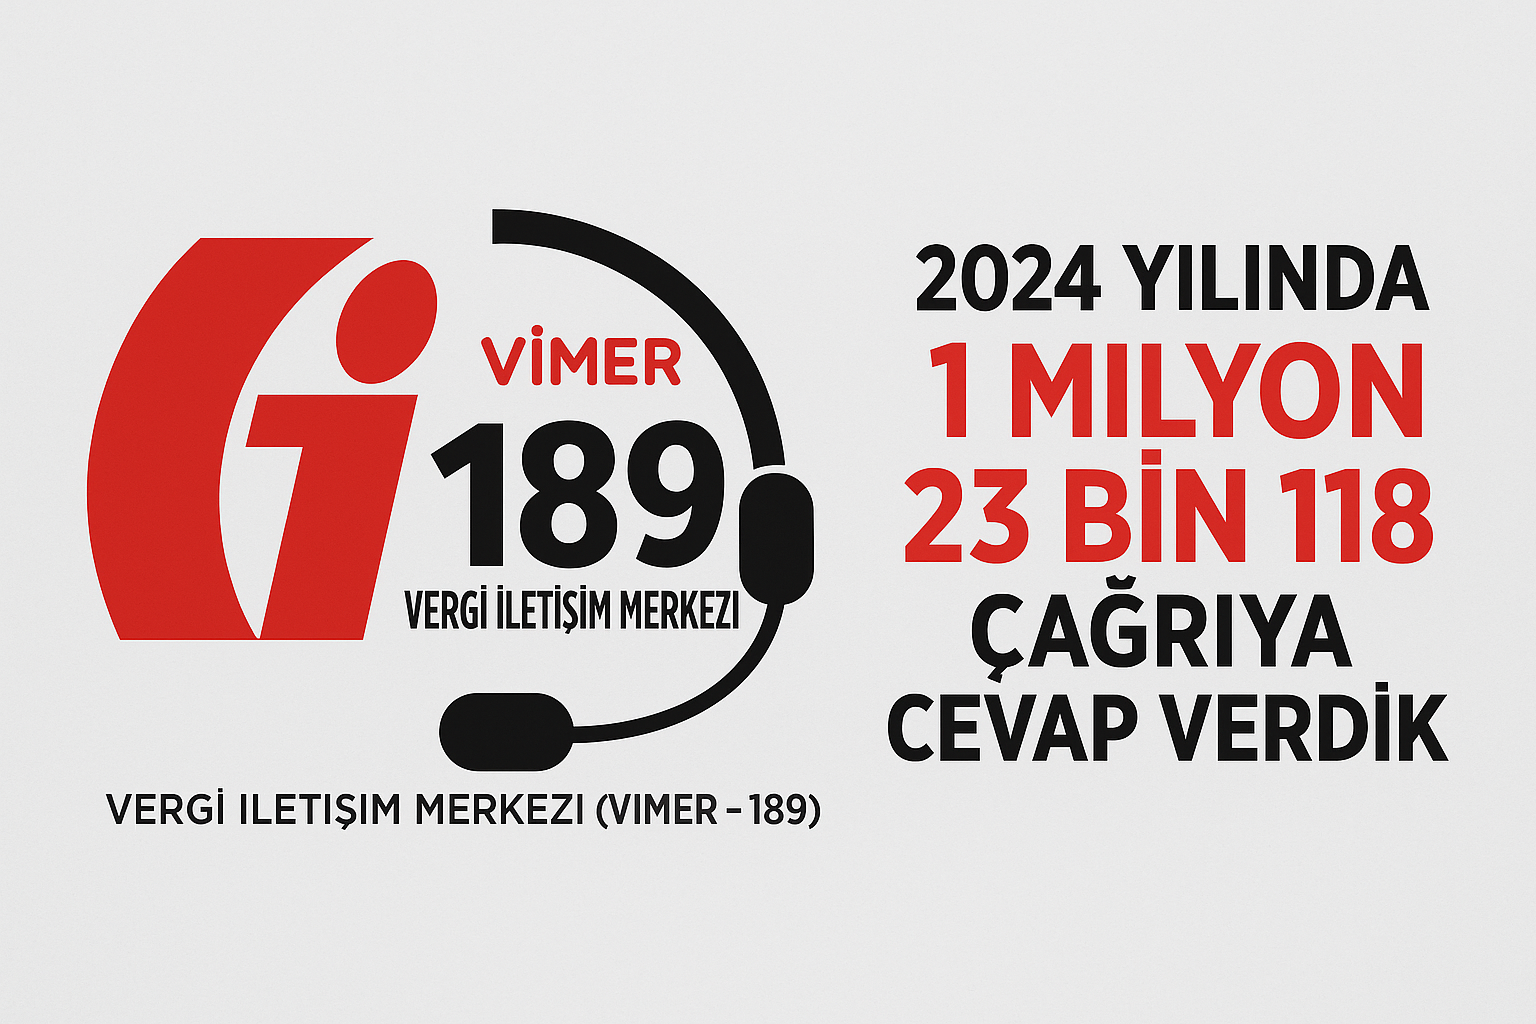 VİMER
189
VERGİ İLETİŞİM MERKEZI
VERGİ ILETIŞIM MERKEZI (VIMER – 189)
2024 YILINDA
1 MILYON
23 BİN 118
ÇAĞRIYA
CEVAP VERDİK